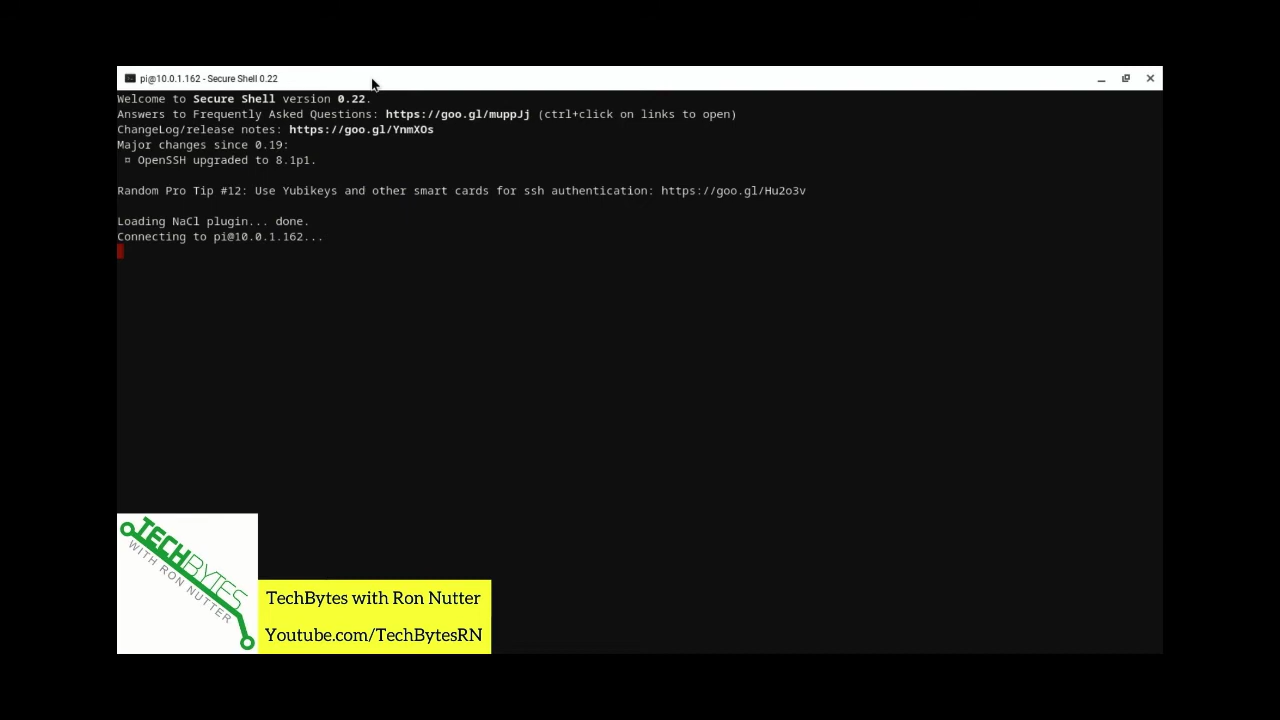 pi@10.0.1.162 - Secure Shell 0.22
Welcome to Secure Shell version 0.22.
Answers to Frequently Asked Questions: https://goo.gl/muppJj (ctrl+click on links to open)
ChangeLog/release notes: https://goo.gl/YnmXOs
Major changes since 0.19:
¤ OpenSSH upgraded to 8.1p1.
Random Pro Tip #12: Use Yubikeys and other smart cards for ssh authentication: https://goo.gl/Hu2o3v
Loading NaCl plugin... done.
Connecting to pi@10.0.1.162...
TECHBYTES
WITH RON NUTTER
TechBytes with Ron Nutter
Youtube.com/TechBytesRN